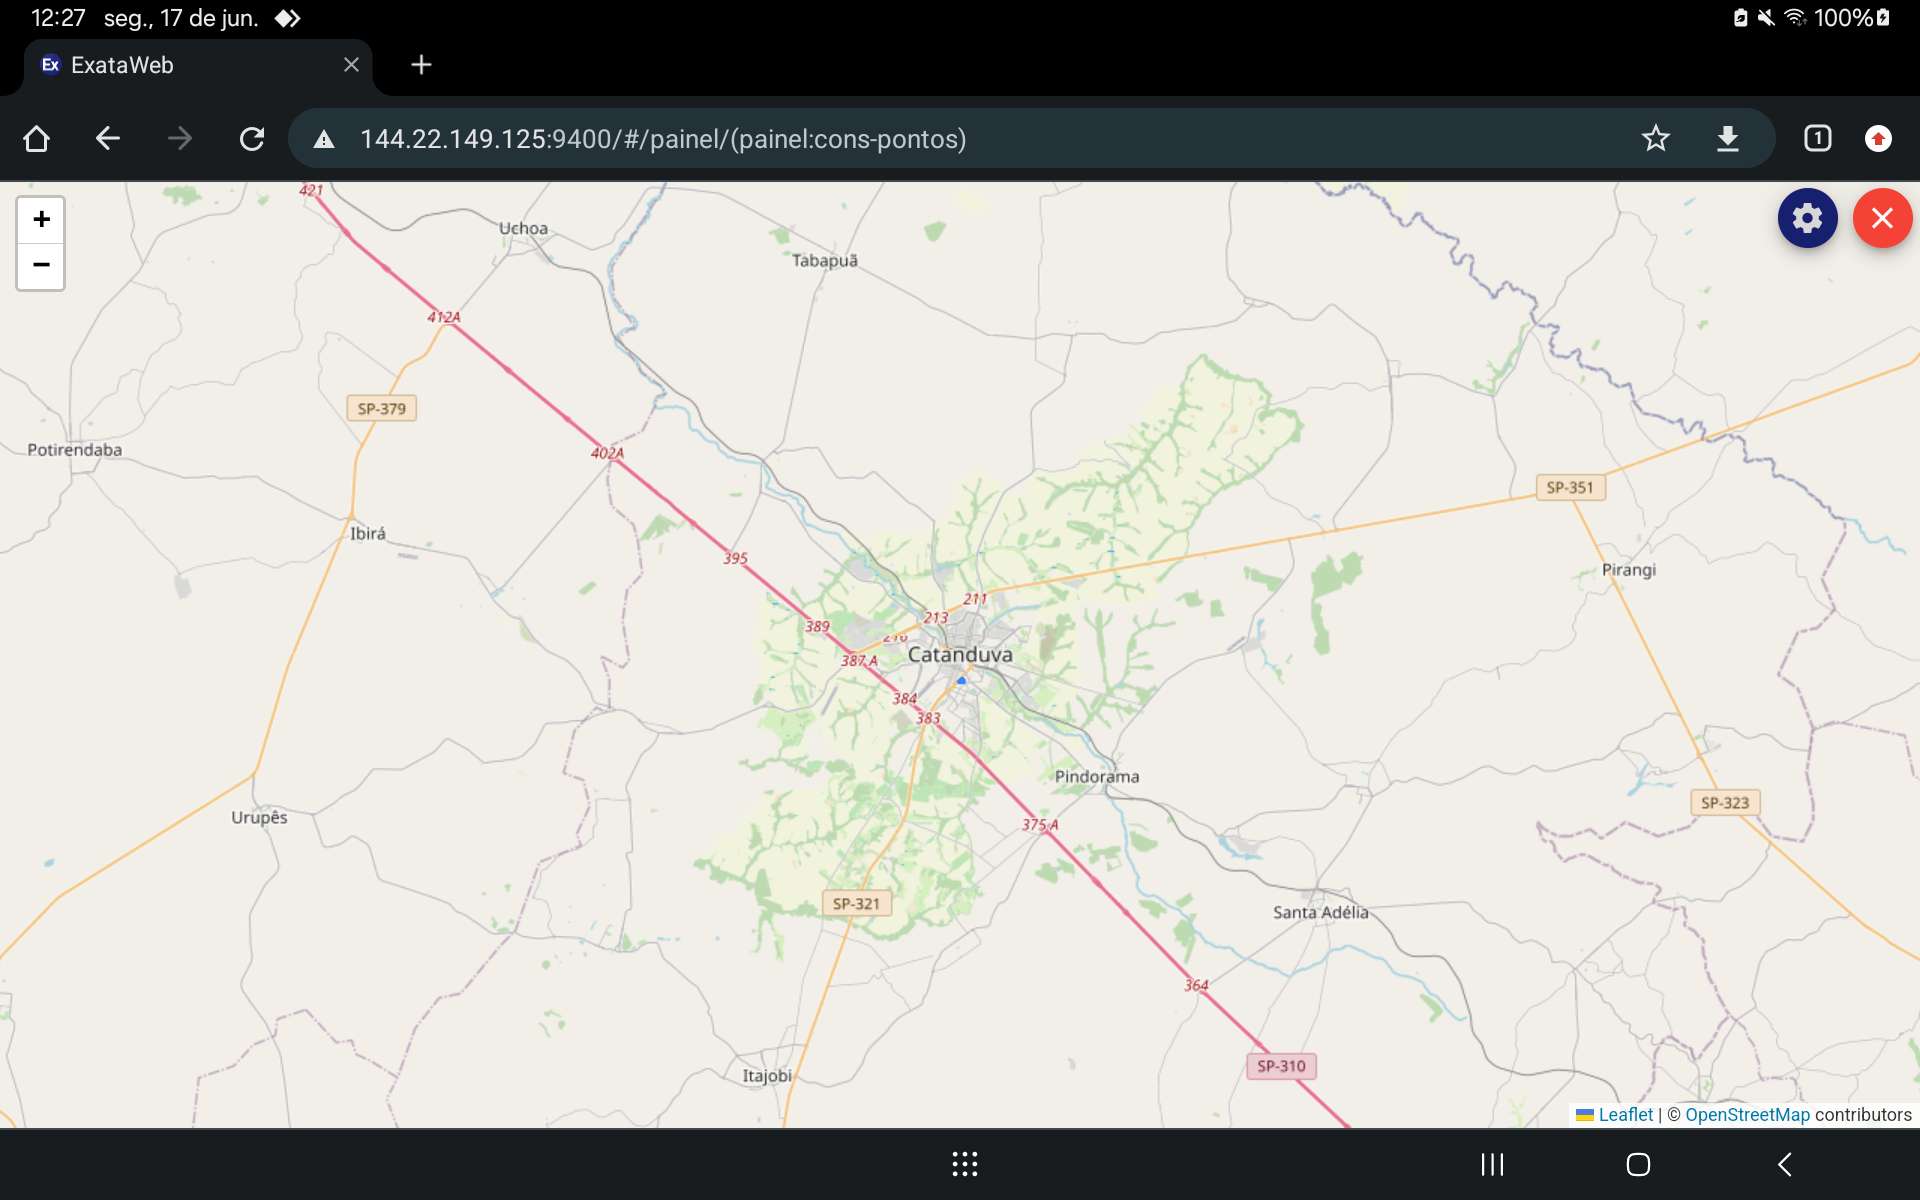 12:27 seg., 17 de jun.
100%
Ex ExataWeb
144.22.149.125:9400/#/painel/(painel:cons-pontos)
1
+
−
421
Uchoa
Tabapuã
412A
SP-379
Potirendaba
402A
SP-351
Ibirá
395
Pirangi
211
213
389
216
Catanduva
387 A
384
383
Pindorama
SP-323
Urupês
375 A
SP-321
Santa Adélia
364
SP-310
Itajobi
Leaflet | © OpenStreetMap contributors